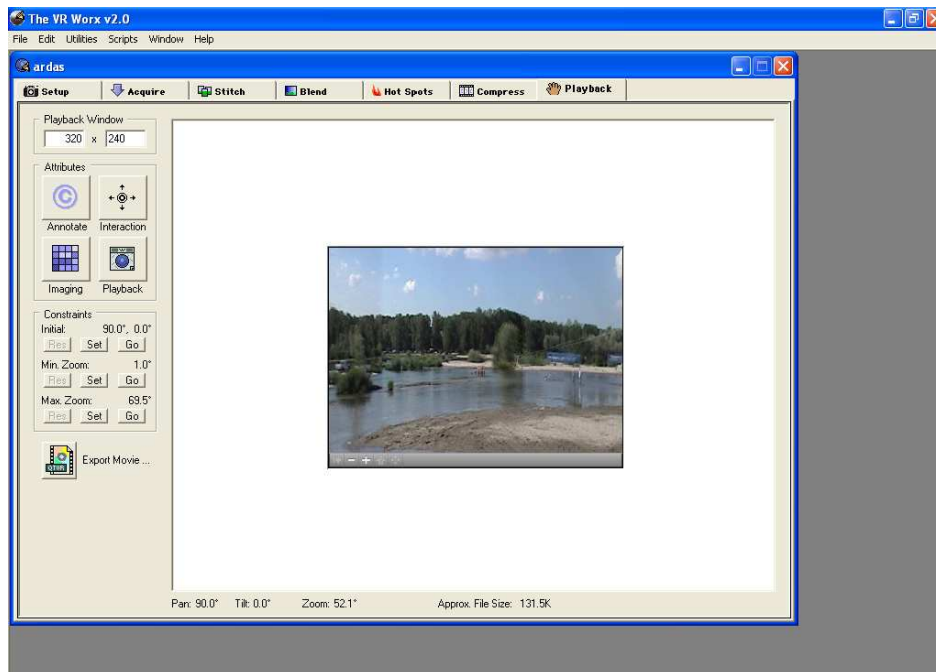 The VR Worx v2.0
File Edit Utilities Scripts Window Help
ardas
Setup Acquire Stitch Blend Hot Spots Compress Playback
Playback Window
320 x 240
Attributes
Annotate Interaction
Imaging Playback
Constraints
Initial: 90.0°, 0.0°
Res Set Go
Min. Zoom: 1.0°
Res Set Go
Max. Zoom: 69.5°
Res Set Go
QTVR
Export Movie ...
Pan: 90.0° Tilt: 0.0° Zoom: 52.1° Approx. File Size: 131.5K